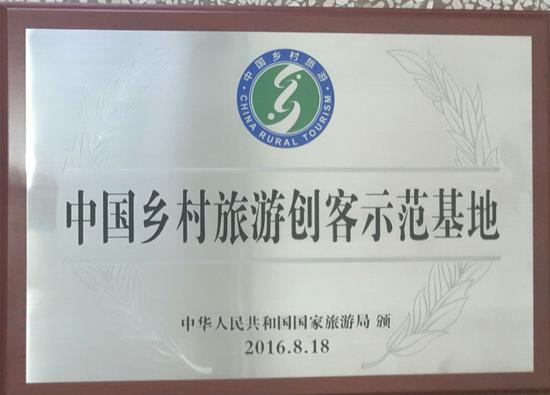 中国乡村旅游
CHINA RURAL TOURISM
中国乡村旅游创客示范基地
中华人民共和国国家旅游局 颁
2016.8.18